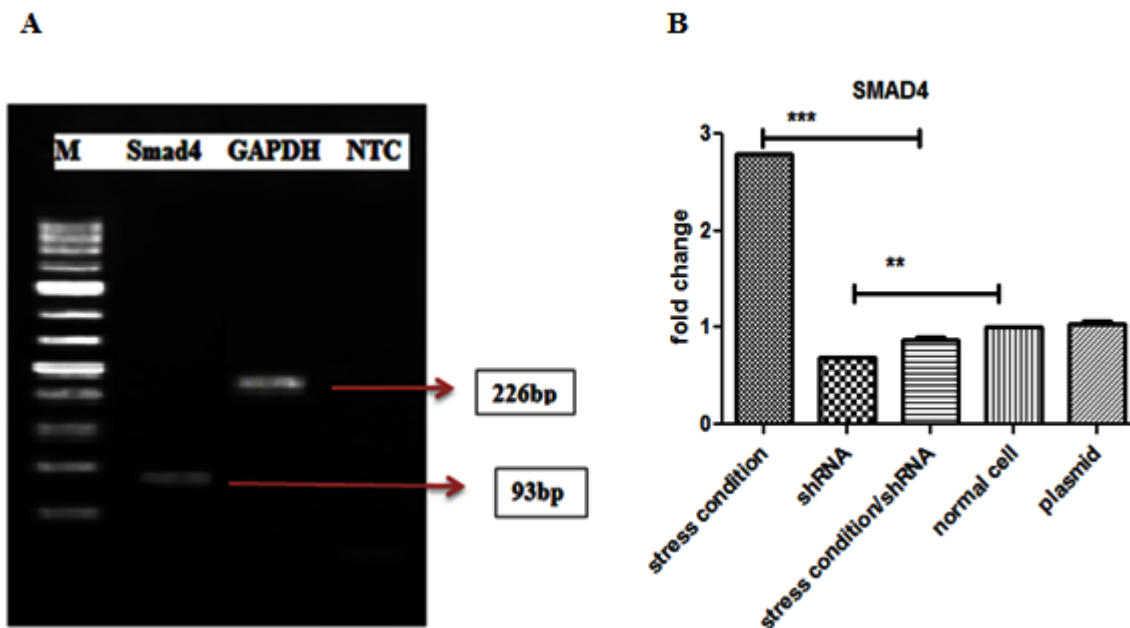 A
B
M Smad4 GAPDH NTC
226bp
93bp
SMAD4
fold change
3
2
1
0
***
**
stress condition
shRNA
stress condition/shRNA
normal cell
plasmid